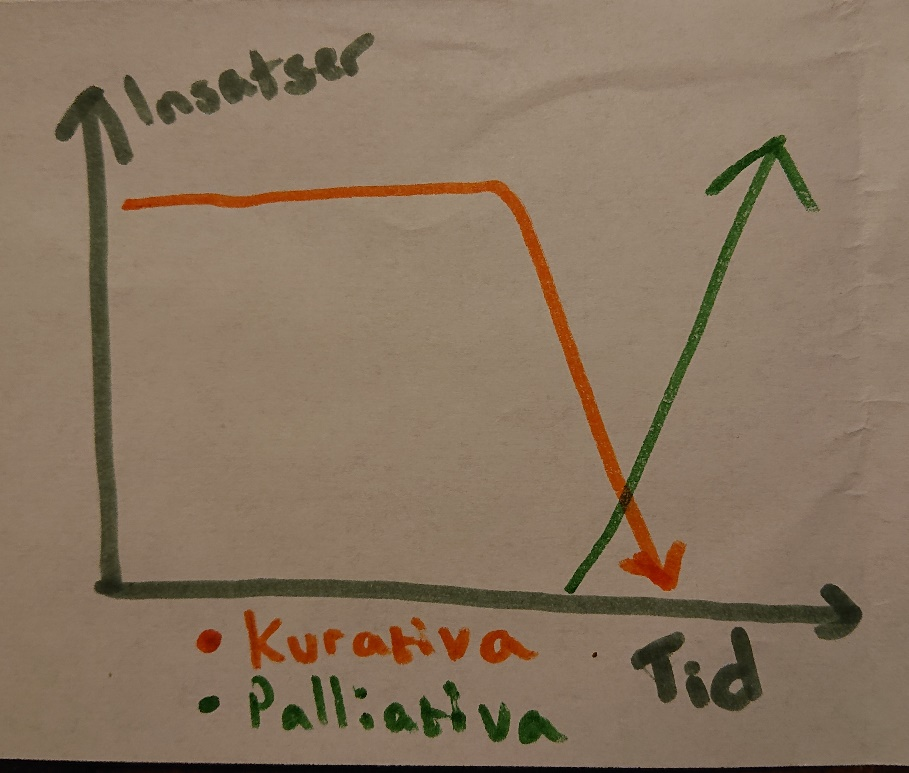 Insatser
• Kurativa
Tid
• Palliativa